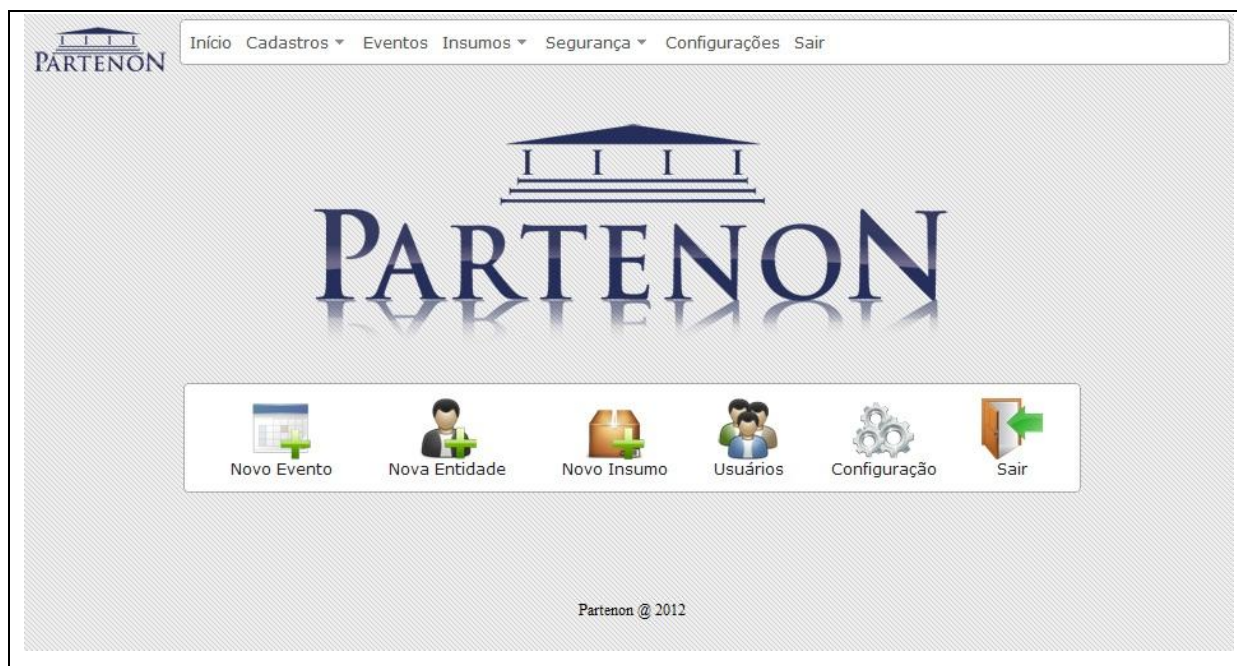 PARTENON
Início Cadastros Eventos Insumos Segurança Configurações Sair
PARTENON
Novo Evento Nova Entidade Novo Insumo Usuários Configuração Sair
Partenon @ 2012